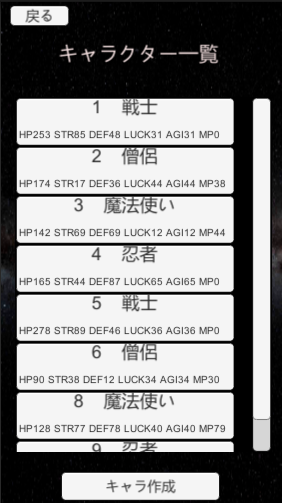 戻る
キャラクター一覧
1 戦士
HP253 STR85 DEF48 LUCK31 AGI31 MP0
2 僧侶
HP174 STR17 DEF36 LUCK44 AGI44 MP38
3 魔法使い
HP142 STR69 DEF69 LUCK12 AGI12 MP44
4 忍者
HP165 STR44 DEF87 LUCK65 AGI65 MP0
5 戦士
HP278 STR89 DEF46 LUCK36 AGI36 MP0
6 僧侶
HP90 STR38 DEF12 LUCK34 AGI34 MP30
8 魔法使い
HP128 STR77 DEF78 LUCK40 AGI40 MP79
9 忍者
キャラ作成